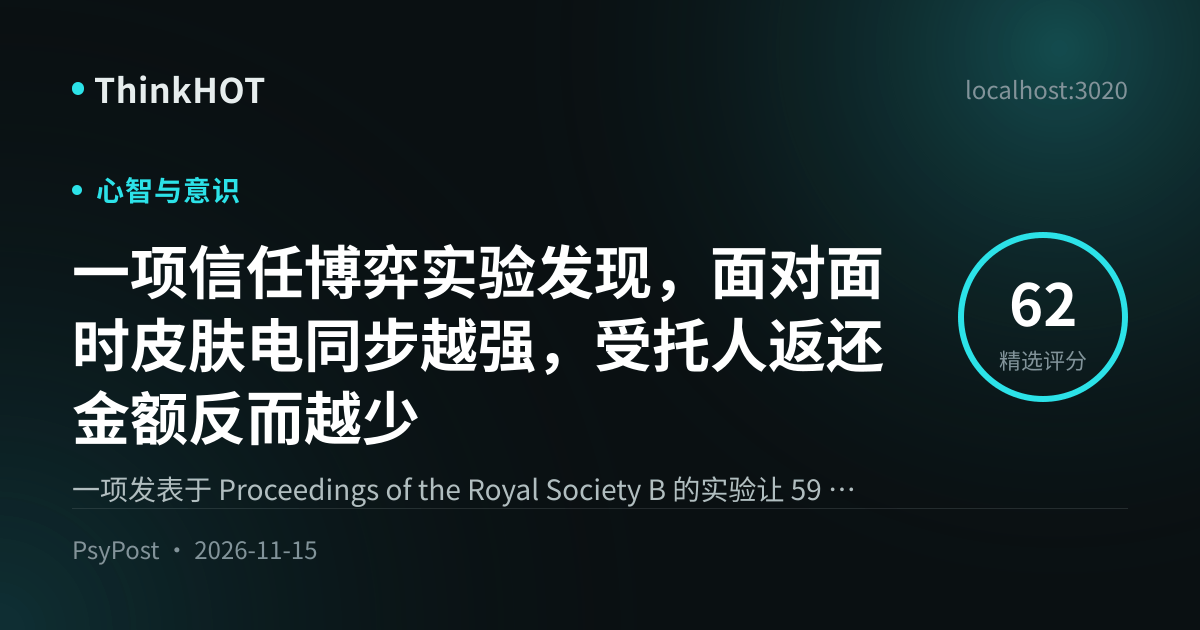 ThinkHOT
localhost:3020
心智与意识
一项信任博弈实验发现，面对面
时皮肤电同步越强，受托人返还
金额反而越少
62
精选评分
一项发表于 Proceedings of the Royal Society B 的实验让 59 …
PsyPost · 2026-11-15